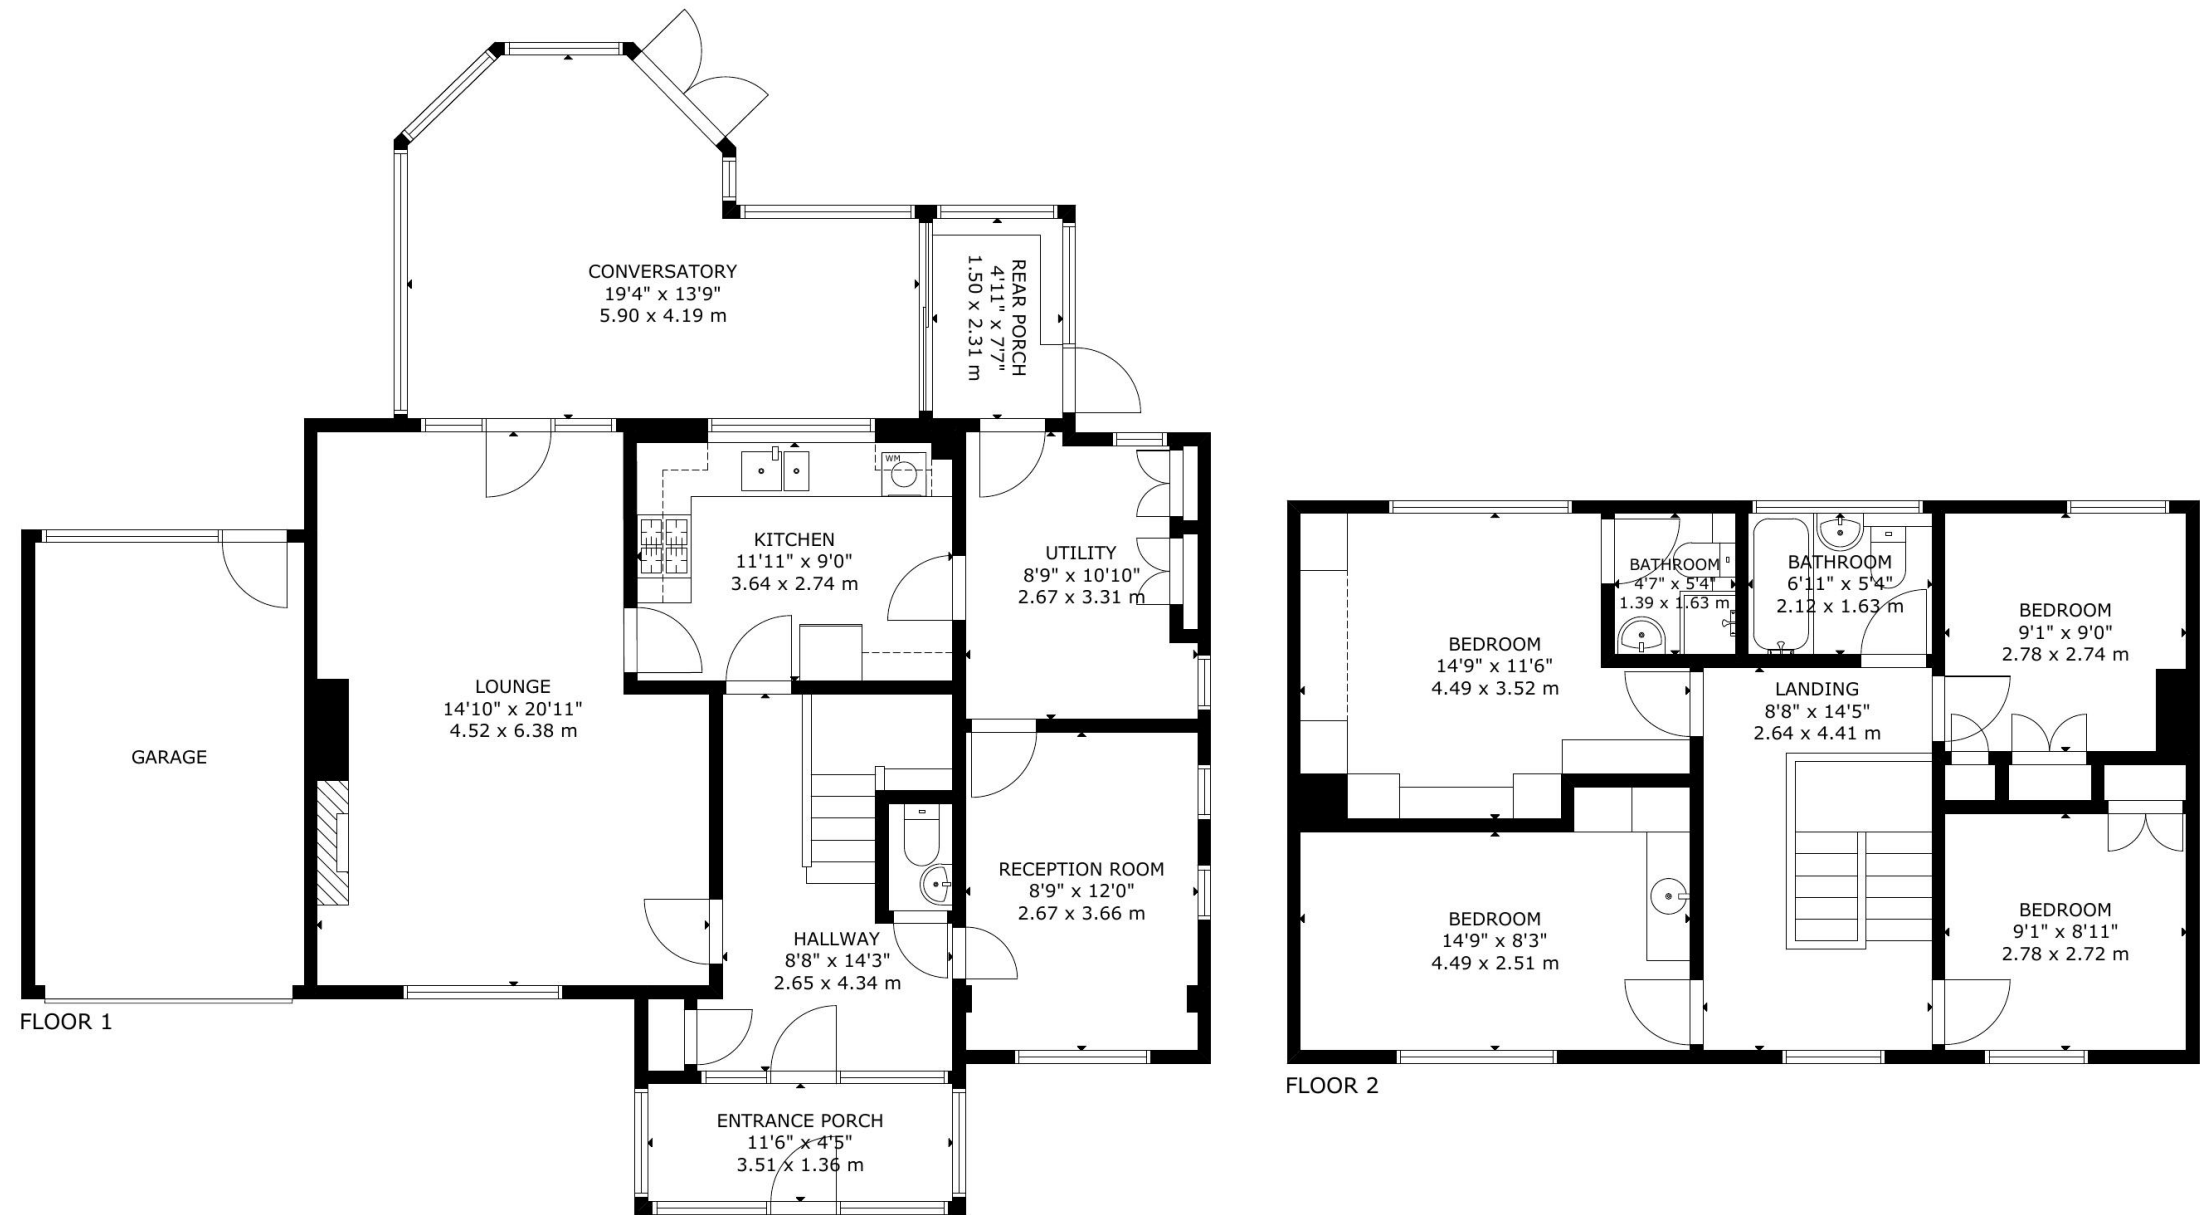 CONVERSATORY
19'4" x 13'9"
5.90 x 4.19 m
REAR PORCH
4'11" x 7'7"
1.50 x 2.31 m
WM
KITCHEN
11'11" x 9'0"
3.64 x 2.74 m
UTILITY
8'9" x 10'10"
2.67 x 3.31 m
LOUNGE
14'10" x 20'11"
4.52 x 6.38 m
GARAGE
RECEPTION ROOM
8'9" x 12'0"
2.67 x 3.66 m
HALLWAY
8'8" x 14'3"
2.65 x 4.34 m
FLOOR 1
ENTRANCE PORCH
11'6" x 4'5"
3.51 x 1.36 m
BATHROOM
4'7" x 5'4"
1.39 x 1.63 m
BATHROOM
6'11" x 5'4"
2.12 x 1.63 m
BEDROOM
9'1" x 9'0"
2.78 x 2.74 m
BEDROOM
14'9" x 11'6"
4.49 x 3.52 m
LANDING
8'8" x 14'5"
2.64 x 4.41 m
BEDROOM
14'9" x 8'3"
4.49 x 2.51 m
BEDROOM
9'1" x 8'11"
2.78 x 2.72 m
FLOOR 2